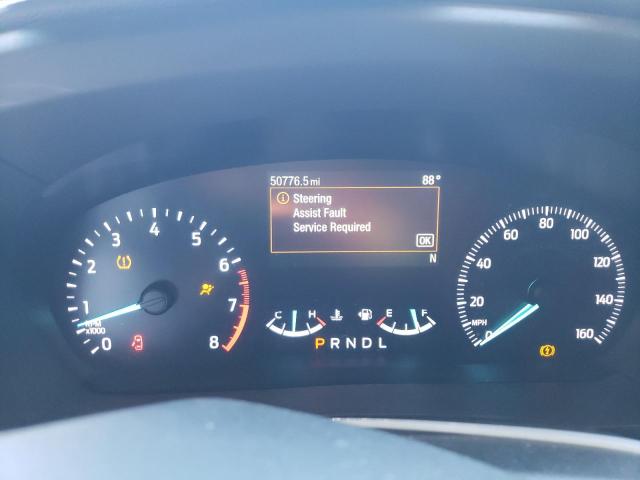 50776.5 mi 88°
Steering
Assist Fault
Service Required
OK
N
0 1 2 3 4 5 6 7 8
RPM
x1000
C H E F
P R N D L
0 20 40 60 80 100 120 140 160
MPH